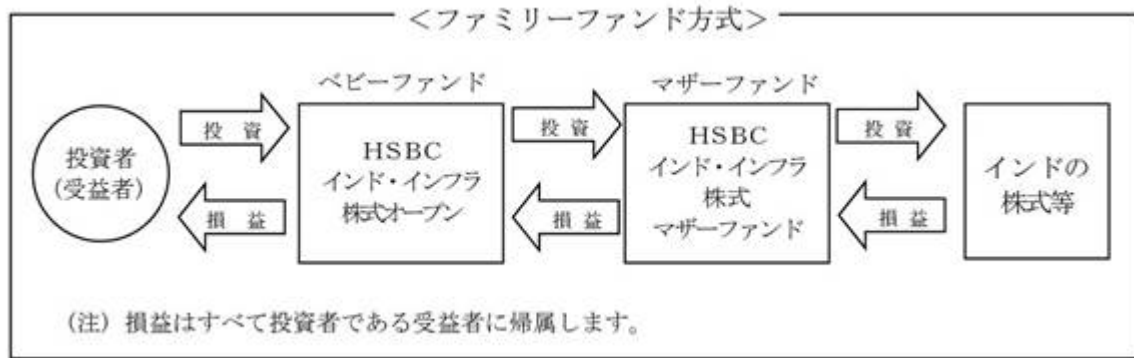 ＜ファミリーファンド方式＞
ベビーファンド
マザーファンド
投資者
(受益者)
投 資
損 益
HSBC
インド・インフラ
株式オープン
投 資
損 益
HSBC
インド・インフラ
株式
マザーファンド
投 資
損 益
インドの
株式等
(注) 損益はすべて投資者である受益者に帰属します。